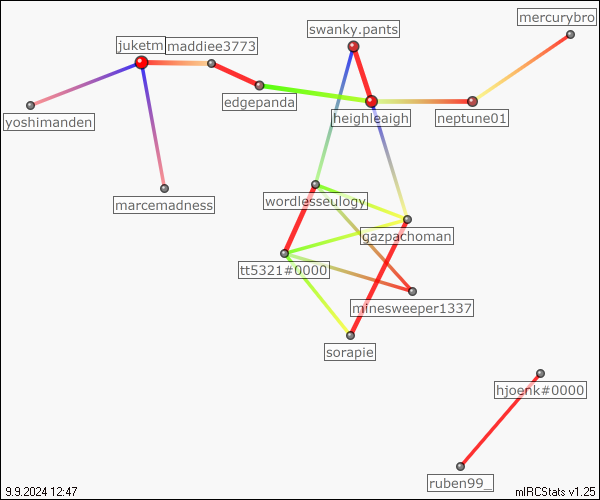 mercurybro
swanky.pants
juketm
maddiee3773
edgepanda
heighleaigh
neptune01
yoshimanden
marcemadness
wordlesseulogy
gazpachoman
tt5321#0000
minesweeper1337
sorapie
hjoenk#0000
ruben99_
9.9.2024 12:47
mIRCStats v1.25